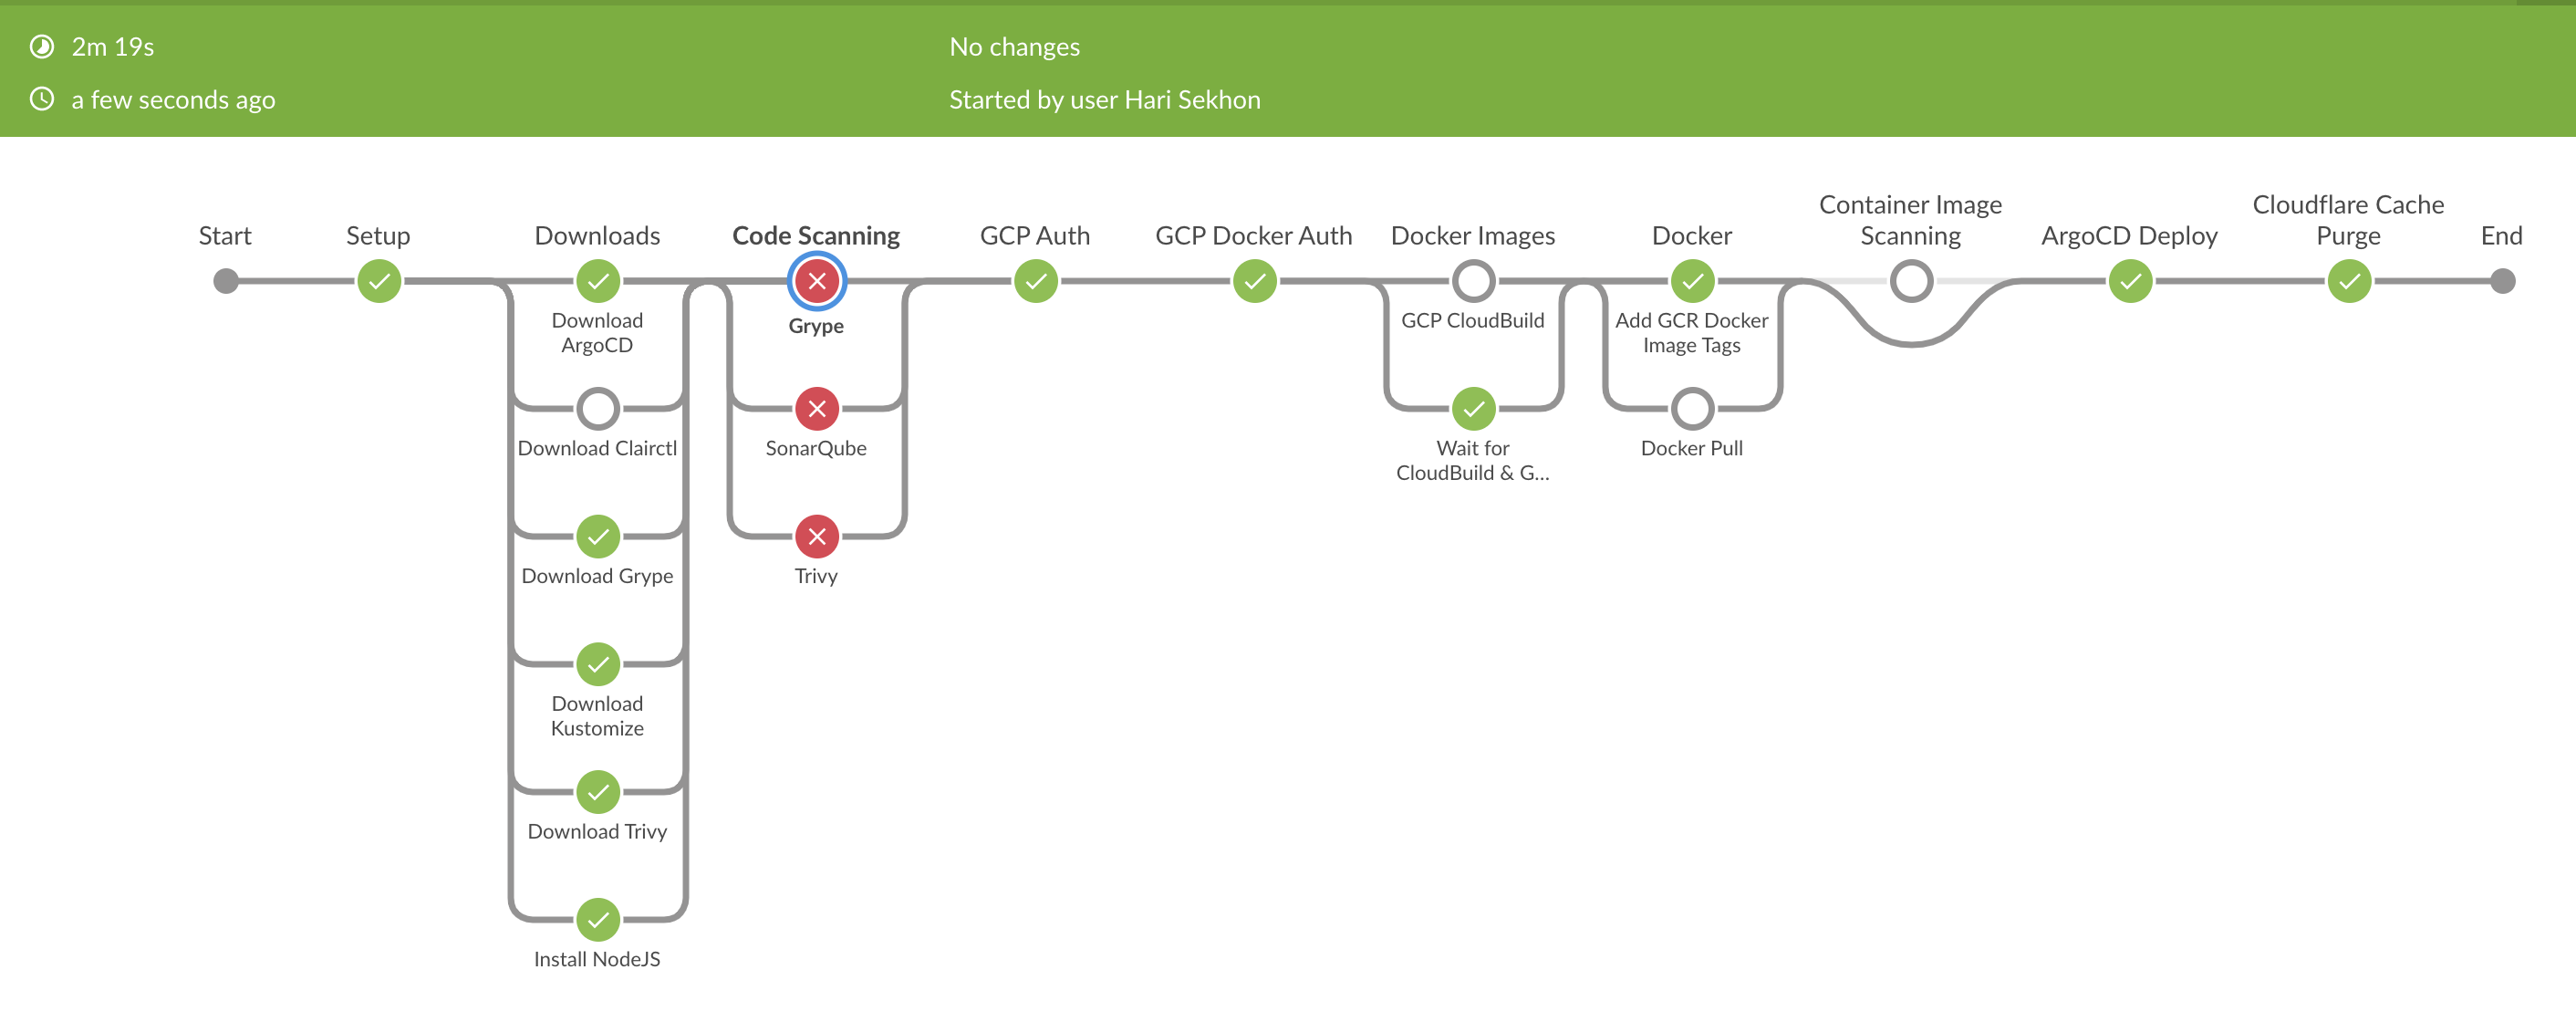 2m 19s
No changes
a few seconds ago
Started by user Hari Sekhon
Start
Setup
Downloads
Code Scanning
GCP Auth
GCP Docker Auth
Docker Images
Docker
Container Image
Scanning
ArgoCD Deploy
Cloudflare Cache
Purge
End
Download
ArgoCD
Download Clairctl
Download Grype
Download
Kustomize
Download Trivy
Install NodeJS
Grype
SonarQube
Trivy
GCP CloudBuild
Wait for
CloudBuild & G...
Add GCR Docker
Image Tags
Docker Pull